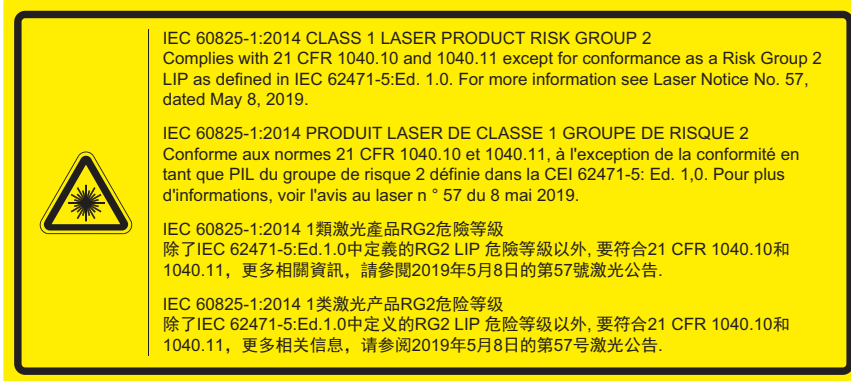 IEC 60825-1:2014 CLASS 1 LASER PRODUCT RISK GROUP 2
Complies with 21 CFR 1040.10 and 1040.11 except for conformance as a Risk Group 2
LIP as defined in IEC 62471-5:Ed. 1.0. For more information see Laser Notice No. 57,
dated May 8, 2019.
IEC 60825-1:2014 PRODUIT LASER DE CLASSE 1 GROUPE DE RISQUE 2
Conforme aux normes 21 CFR 1040.10 et 1040.11, à l'exception de la conformité en
tant que PIL du groupe de risque 2 définie dans la CEI 62471-5: Ed. 1,0. Pour plus
d'informations, voir l'avis au laser n ° 57 du 8 mai 2019.
IEC 60825-1:2014 1類激光產品RG2危險等級
除了IEC 62471-5:Ed.1.0中定義的RG2 LIP 危險等級以外, 要符合21 CFR 1040.10和
1040.11，更多相關資訊，請參閱2019年5月8日的第57號激光公告.
IEC 60825-1:2014 1类激光产品RG2危险等级
除了IEC 62471-5:Ed.1.0中定义的RG2 LIP 危险等级以外, 要符合21 CFR 1040.10和
1040.11，更多相关信息，请参阅2019年5月8日的第57号激光公告.